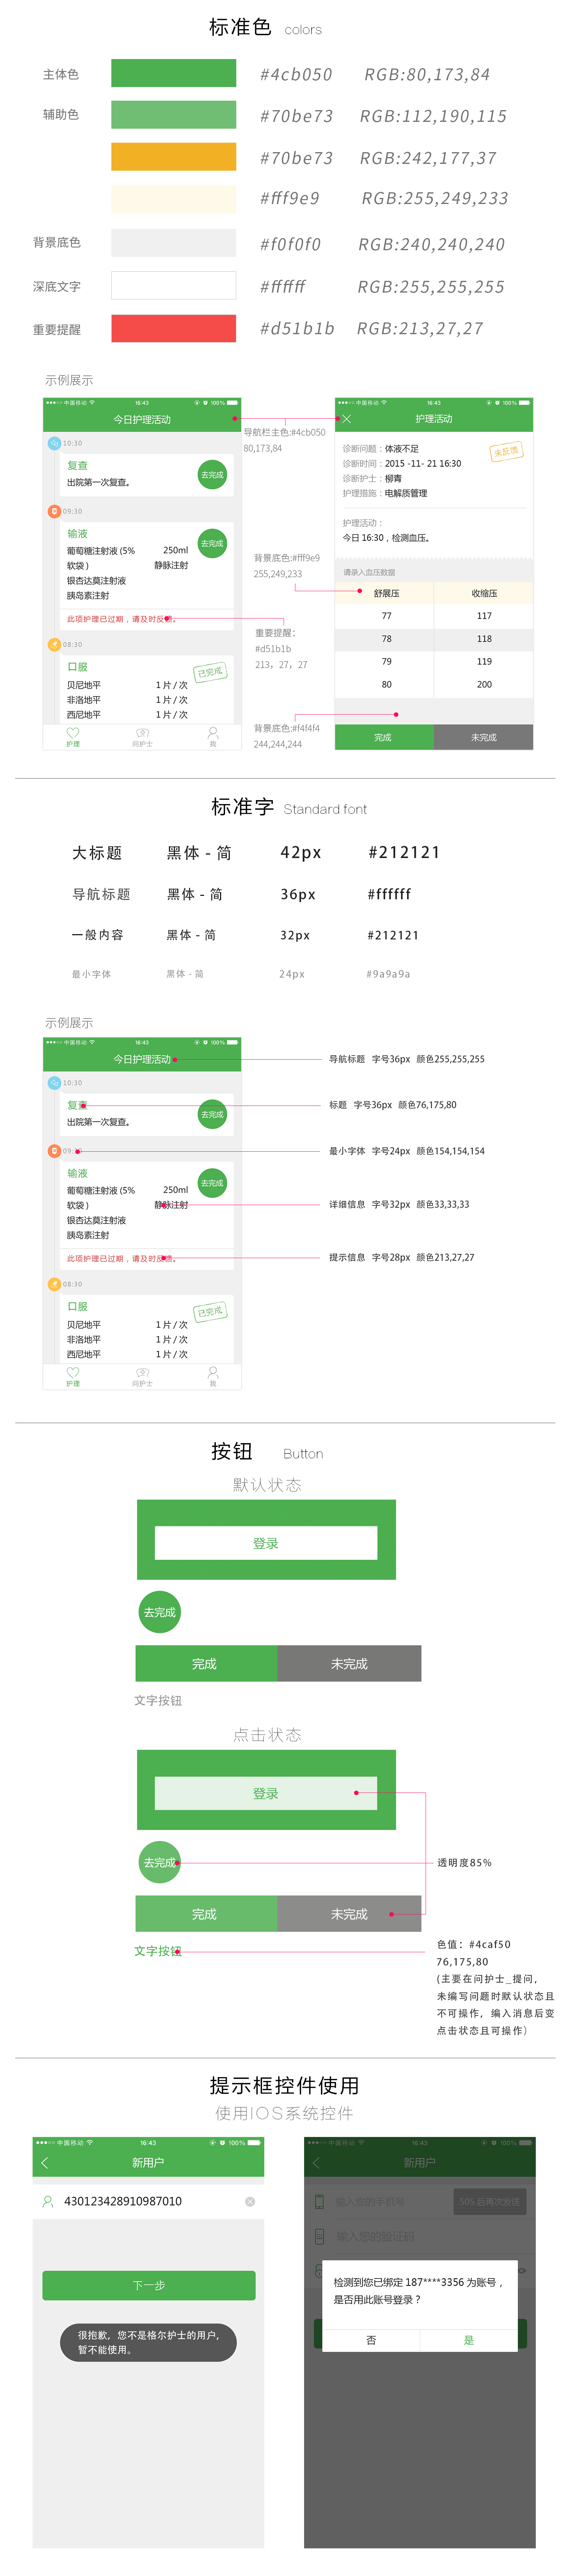 标准色 colors
主体色 #4cb050 RGB:80,173,84
辅助色 #70be73 RGB:112,190,115
#70be73 RGB:242,177,37
#fff9e9 RGB:255,249,233
背景底色 #f0f0f0 RGB:240,240,240
深底文字 #ffffff RGB:255,255,255
重要提醒 #d51b1b RGB:213,27,27
示例展示
中国移动 16:43 100%
今日护理活动
10:30
复查
出院第一次复查。
去完成
09:30
输液
葡萄糖注射液 (5% 250ml
软袋 ) 静脉注射
银杏达莫注射液
胰岛素注射
去完成
此项护理已过期，请及时反馈。
08:30
口服
已完成
贝尼地平 1 片 / 次
非洛地平 1 片 / 次
西尼地平 1 片 / 次
护理 问护士 我
导航栏主色:#4cb050
80,173,84
背景底色:#fff9e9
255,249,233
重要提醒：
#d51b1b
213，27，27
背景底色:#f4f4f4
244,244,244
中国移动 16:43 100%
护理活动
诊断问题：体液不足
诊断时间：2015 -11- 21 16:30
诊断护士：柳青
护理措施：电解质管理
未反馈
护理活动：
今日 16:30，检测血压。
请录入血压数据
舒展压 收缩压
77 117
78 118
79 119
80 200
完成 未完成
标准字 Standard font
大标题 黑体 - 简 42px #212121
导航标题 黑体 - 简 36px #ffffff
一般内容 黑体 - 简 32px #212121
最小字体 黑体 - 简 24px #9a9a9a
示例展示
中国移动 16:43 100%
今日护理活动
10:30
复查
出院第一次复查。
去完成
09:30
输液
葡萄糖注射液 (5% 250ml
软袋 ) 静脉注射
银杏达莫注射液
胰岛素注射
去完成
此项护理已过期，请及时反馈。
08:30
口服
已完成
贝尼地平 1 片 / 次
非洛地平 1 片 / 次
西尼地平 1 片 / 次
护理 问护士 我
导航标题 字号36px 颜色255,255,255
标题 字号36px 颜色76,175,80
最小字体 字号24px 颜色154,154,154
详细信息 字号32px 颜色33,33,33
提示信息 字号28px 颜色213,27,27
按钮 Button
默认状态
登录
去完成
完成 未完成
文字按钮
点击状态
登录
去完成
完成 未完成
文字按钮
透明度85%
色值：#4caf50
76,175,80
(主要在问护士_提问，
未编写问题时默认状态且
不可操作，编入消息后变
点击状态且可操作)
提示框控件使用
使用IOS系统控件
中国移动 16:43 100%
新用户
430123428910987010
下一步
很抱歉，您不是格尔护士的用户，
暂不能使用。
中国移动 16:43 100%
新用户
输入您的手机号 50S 后再次发送
输入您的验证码
检测到您已绑定 187****3356 为账号，
是否用此账号登录？
否 是